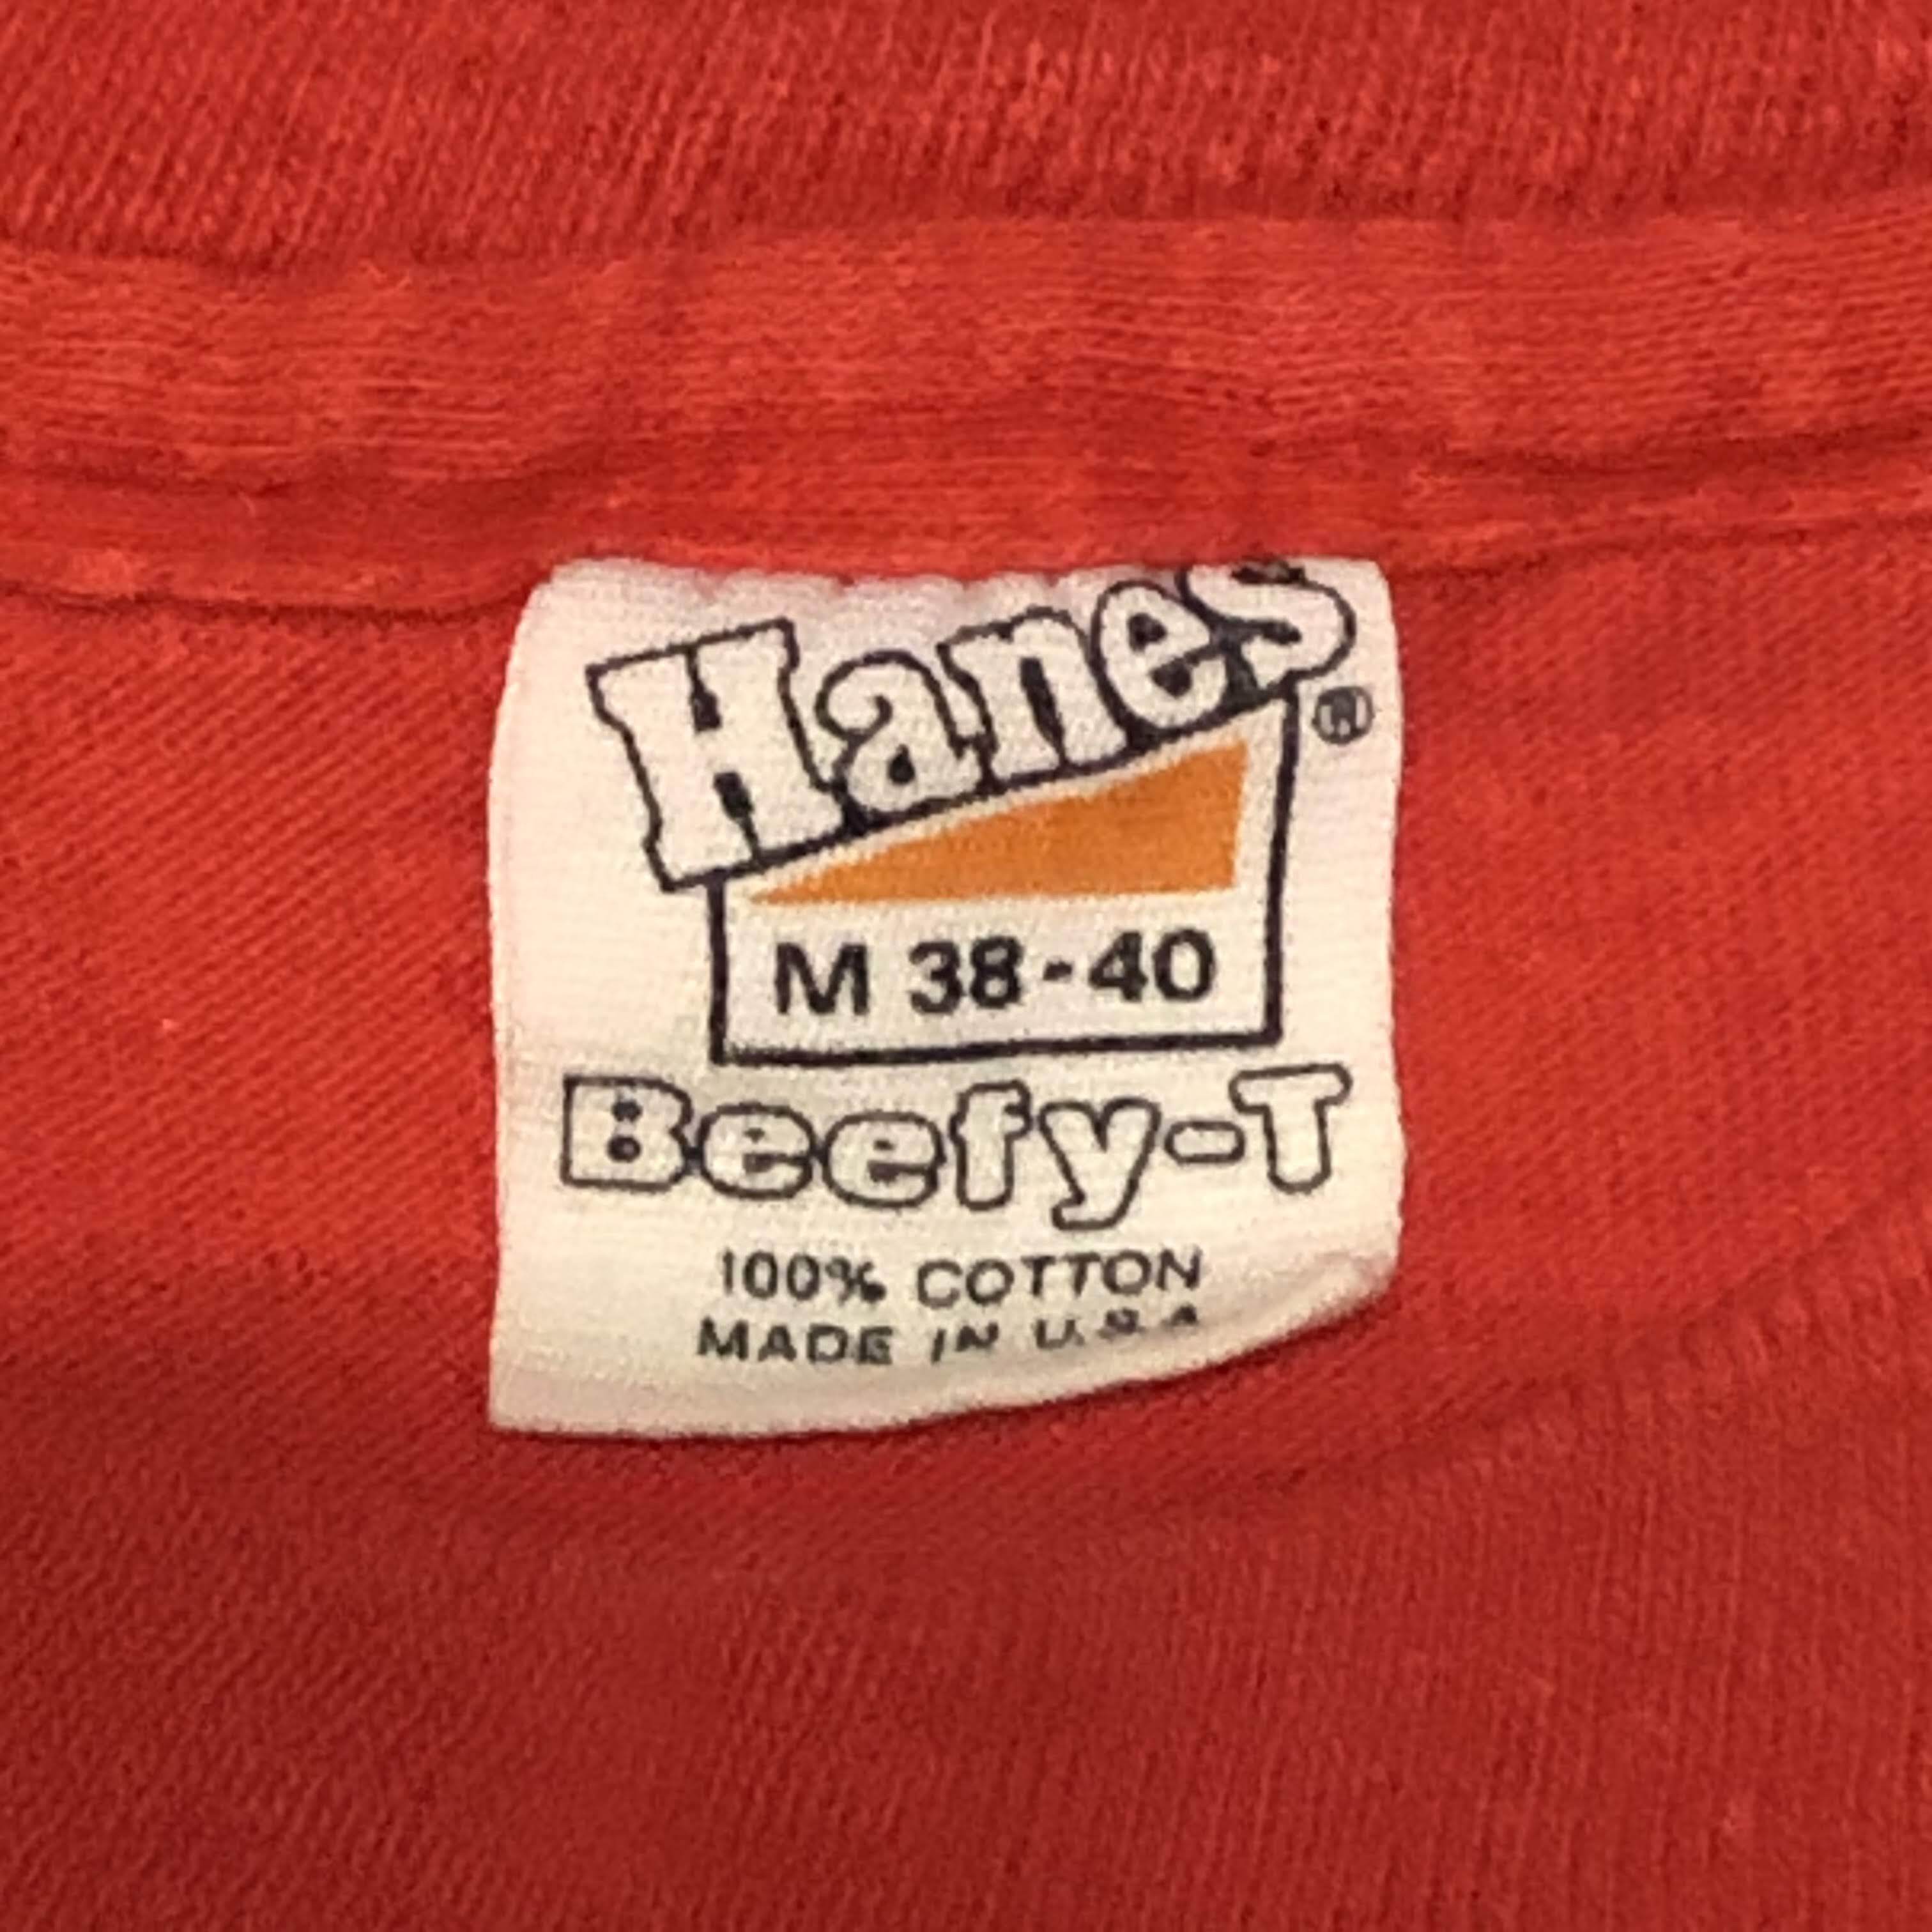 Hanes®
M 38-40
Beefy-T
100% COTTON
MADE IN U.S.A